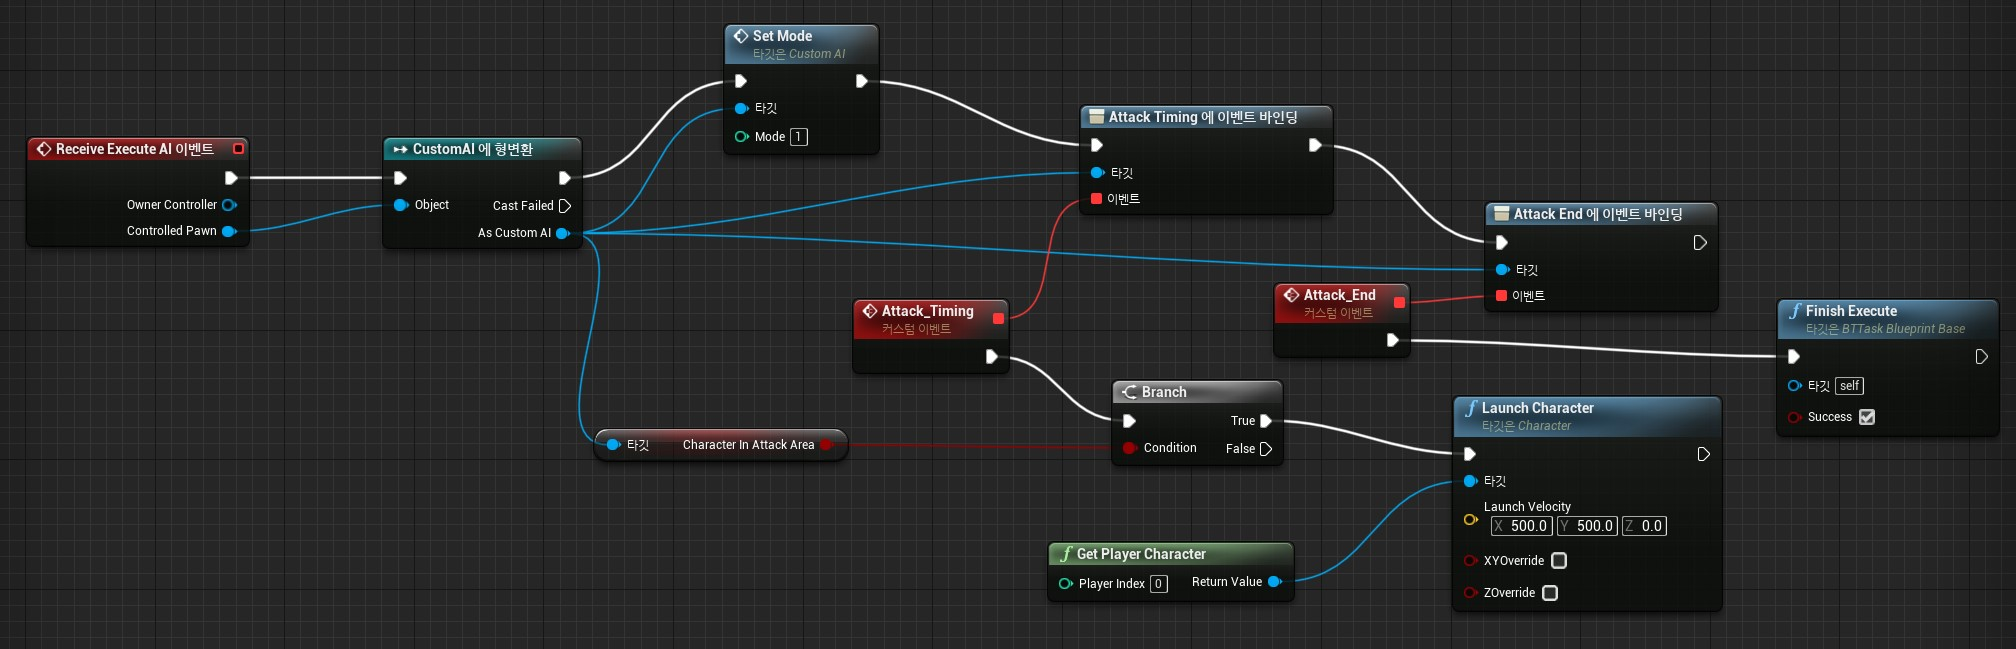 Receive Execute AI 이벤트
Owner Controller
Controlled Pawn
CustomAI 에 형변환
Object
Cast Failed
As Custom AI
Set Mode
타깃은 Custom AI
타깃
Mode 1
Attack Timing 에 이벤트 바인딩
타깃
이벤트
Attack End 에 이벤트 바인딩
타깃
이벤트
Attack_Timing
커스텀 이벤트
Attack_End
커스텀 이벤트
Finish Execute
타깃은 BTTask Blueprint Base
타깃 self
Success
타깃 Character In Attack Area
Branch
True
Condition False
Launch Character
타깃은 Character
타깃
Launch Velocity
X 500.0 Y 500.0 Z 0.0
XYOverride
ZOverride
Get Player Character
Player Index 0 Return Value